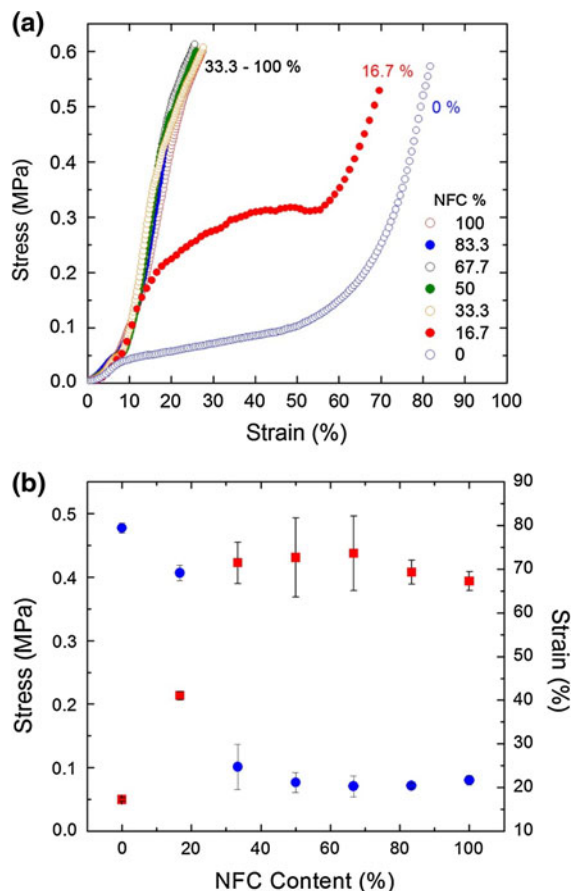 (a)
0.6
0.5
0.4
0.3
0.2
0.1
0.0
Stress (MPa)
33.3 - 100 %
16.7 %
0 %
NFC %
100
83.3
67.7
50
33.3
16.7
0
0 10 20 30 40 50 60 70 80 90 100
Strain (%)
(b)
0.5
0.4
0.3
0.2
0.1
0.0
Stress (MPa)
90
80
70
60
50
40
30
20
10
Strain (%)
0 20 40 60 80 100
NFC Content (%)